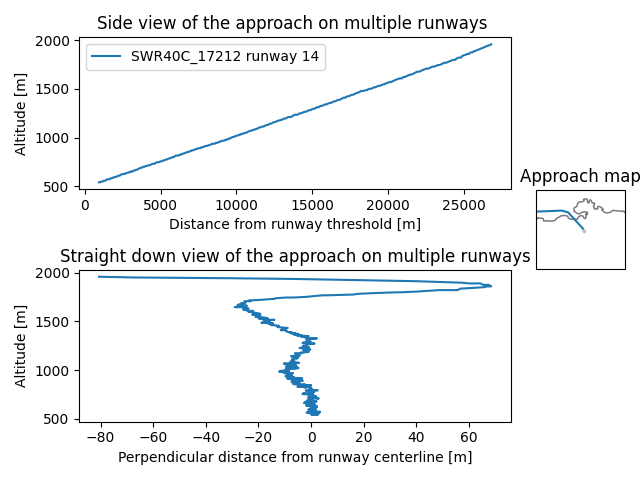 Side view of the approach on multiple runways
2000
1500
1000
500
Altitude [m]
SWR40C_17212 runway 14
0 5000 10000 15000 20000 25000
Distance from runway threshold [m]
Approach map
Straight down view of the approach on multiple runways
2000
1500
1000
500
Altitude [m]
−80 −60 −40 −20 0 20 40 60
Perpendicular distance from runway centerline [m]